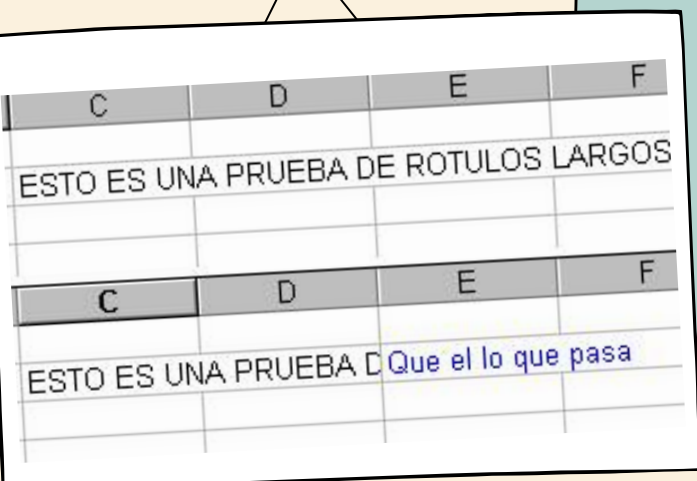 C D E F
ESTO ES UNA PRUEBA DE ROTULOS LARGOS
C D E F
ESTO ES UNA PRUEBA D Que el lo que pasa